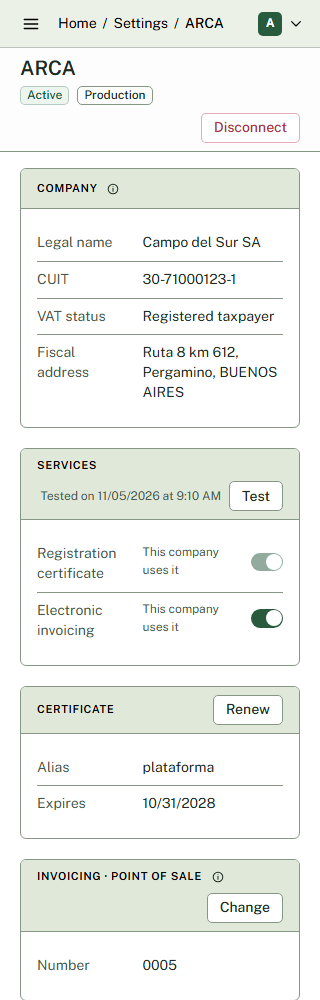 Home / Settings / ARCA A
ARCA
Active Production
Disconnect
COMPANY
Legal name Campo del Sur SA
CUIT 30-71000123-1
VAT status Registered taxpayer
Fiscal address Ruta 8 km 612, Pergamino, BUENOS AIRES
SERVICES
Tested on 11/05/2026 at 9:10 AM Test
Registration certificate This company uses it
Electronic invoicing This company uses it
CERTIFICATE Renew
Alias plataforma
Expires 10/31/2028
INVOICING · POINT OF SALE
Change
Number 0005